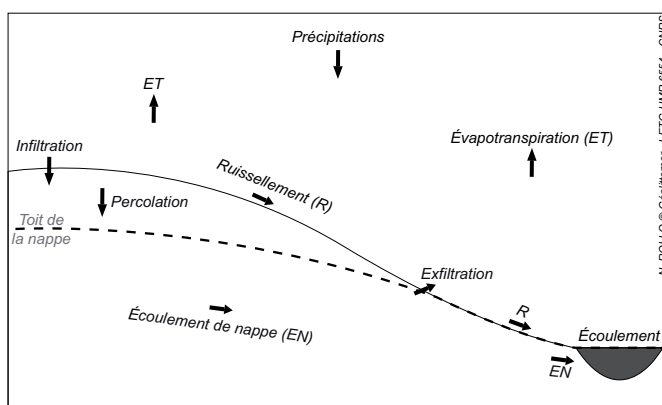 Précipitations
ET
Évapotranspiration (ET)
Infiltration
Ruissellement (R)
Percolation
Toit de
la nappe
Exfiltration
R
Écoulement de nappe (EN)
Écoulement
EN